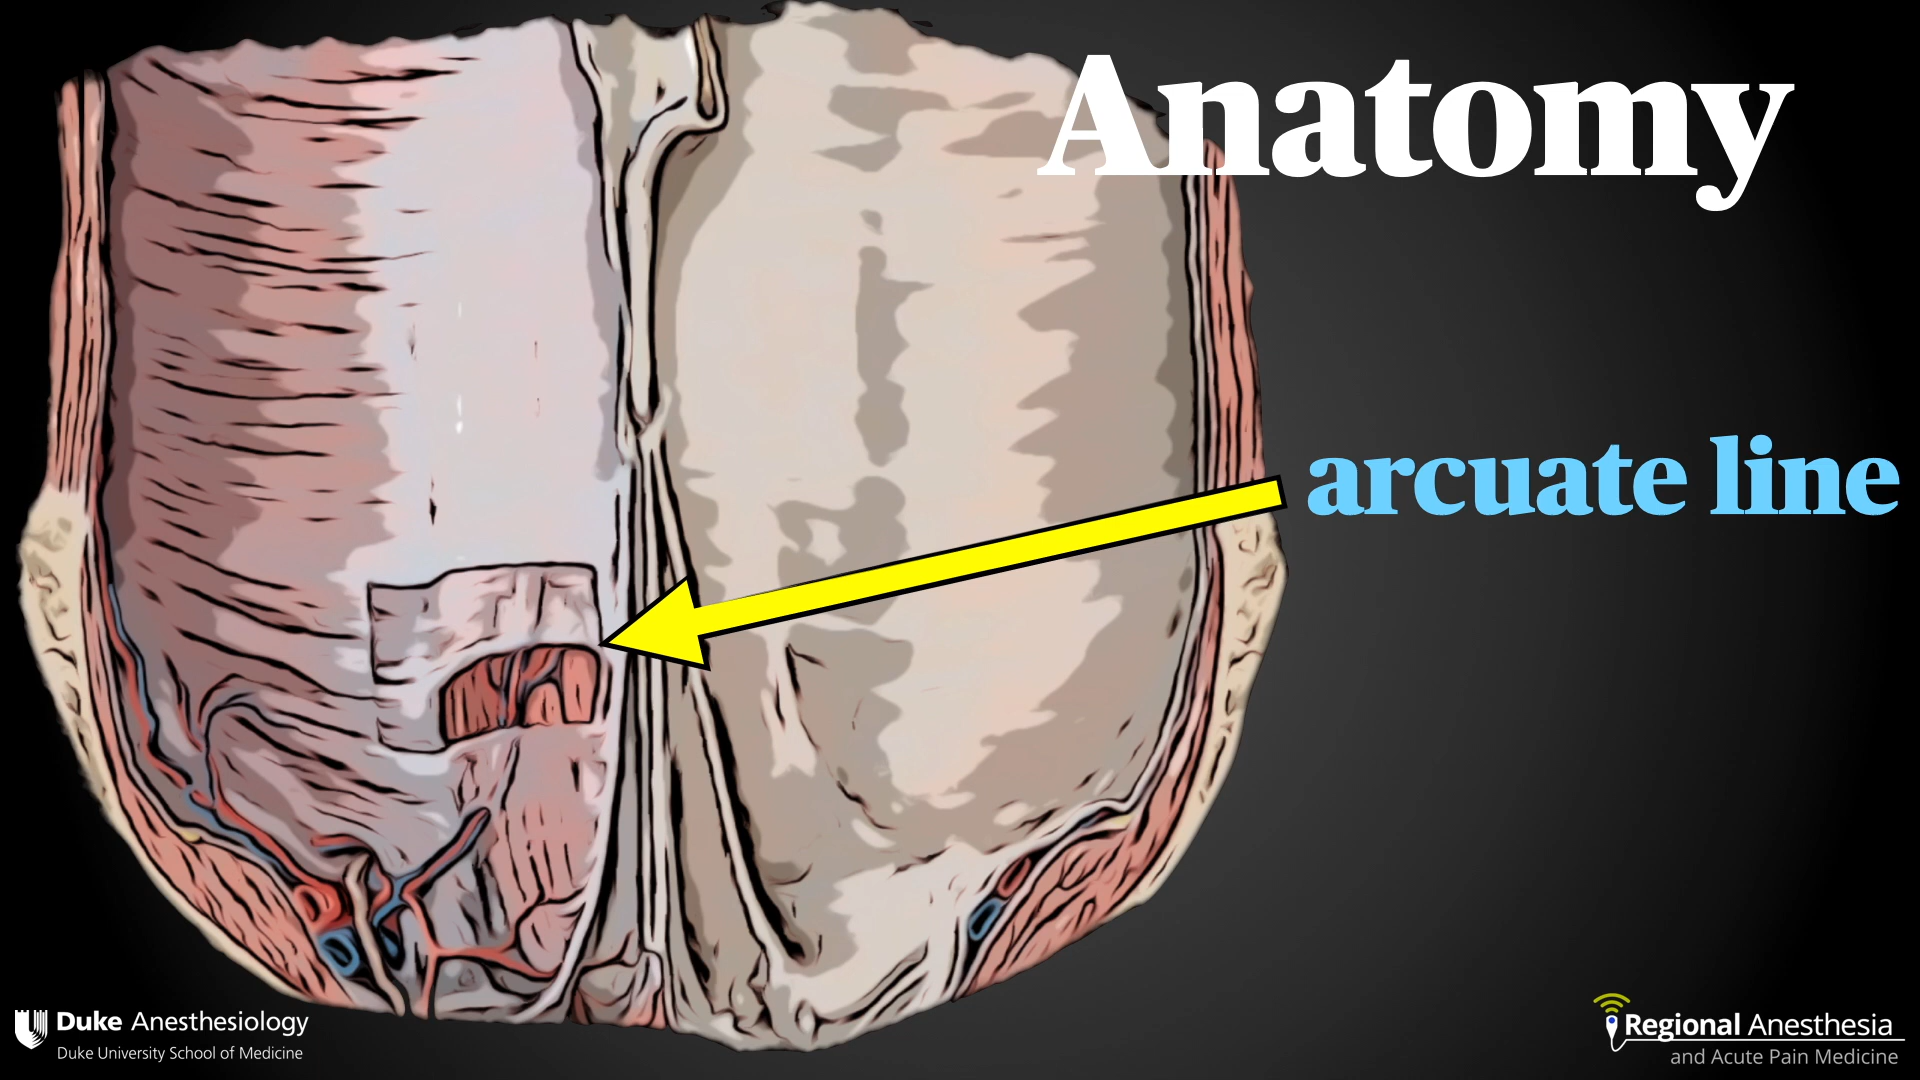 Anatomy
arcuate line
Duke Anesthesiology
Duke University School of Medicine
Regional Anesthesia
and Acute Pain Medicine